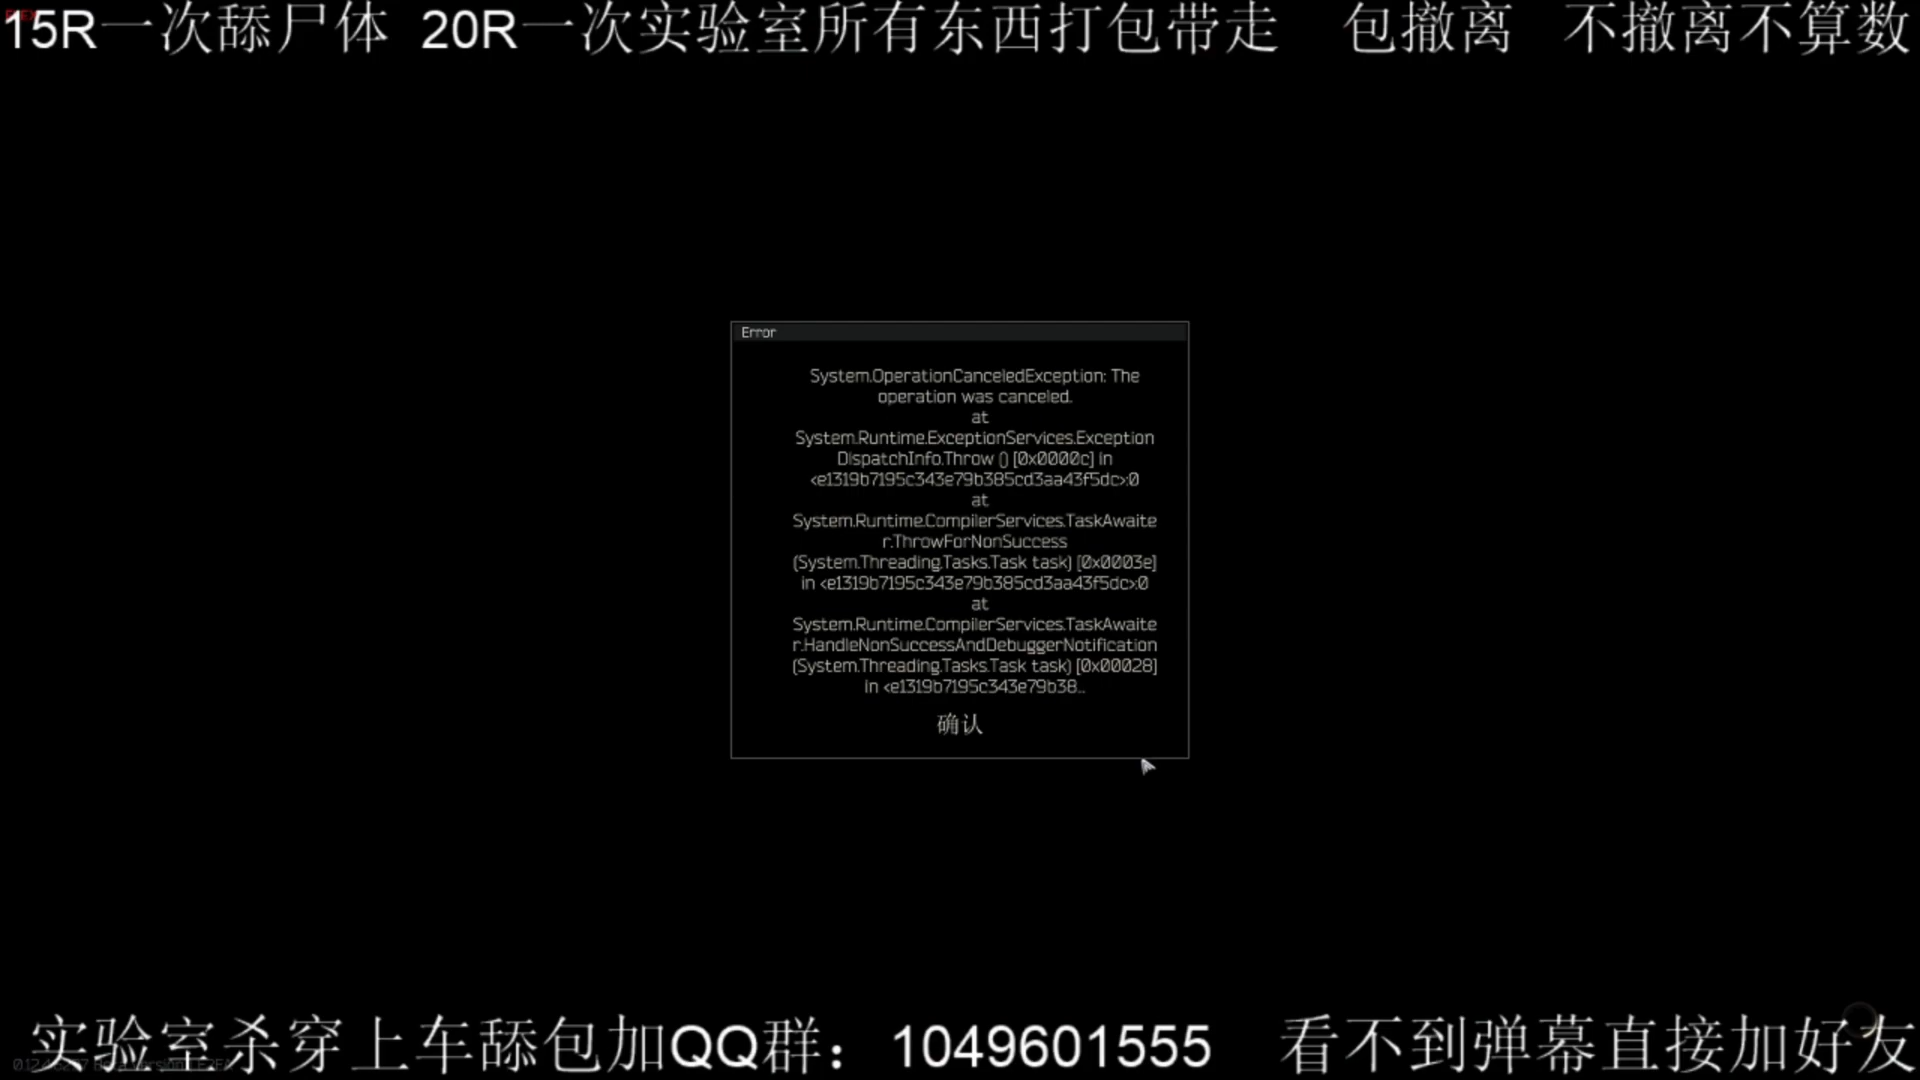 15R一次舔尸体 20R一次实验室所有东西打包带走 包撤离 不撤离不算数
Error
System.OperationCanceledException: The
operation was canceled.
at
System.Runtime.ExceptionServices.Exception
DispatchInfo.Throw () [0x0000c] in
<e1319b7195c343e79b385cd3aa43f5dc>:0
at
System.Runtime.CompilerServices.TaskAwaite
r.ThrowForNonSuccess
(System.Threading.Tasks.Task task) [0x0003e]
in <e1319b7195c343e79b385cd3aa43f5dc>:0
at
System.Runtime.CompilerServices.TaskAwaite
r.HandleNonSuccessAndDebuggerNotification
(System.Threading.Tasks.Task task) [0x00028]
in <e1319b7195c343e79b38...
确认
实验室杀穿上车舔包加QQ群：1049601555 看不到弹幕直接加好友